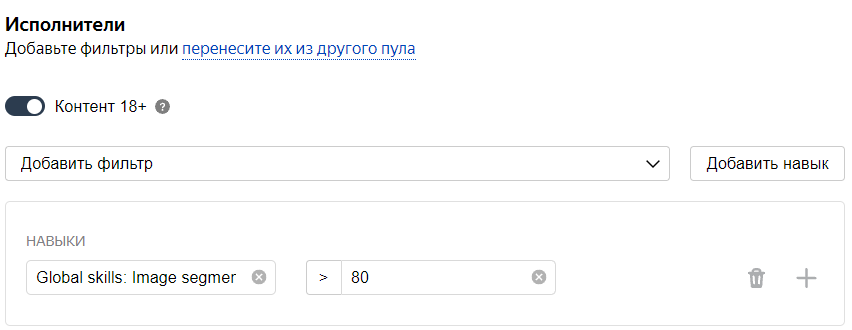 Исполнители
Добавьте фильтры или перенесите их из другого пула
Контент 18+ ?
Добавить фильтр Добавить навык
НАВЫКИ
Global skills: Image segmer > 80